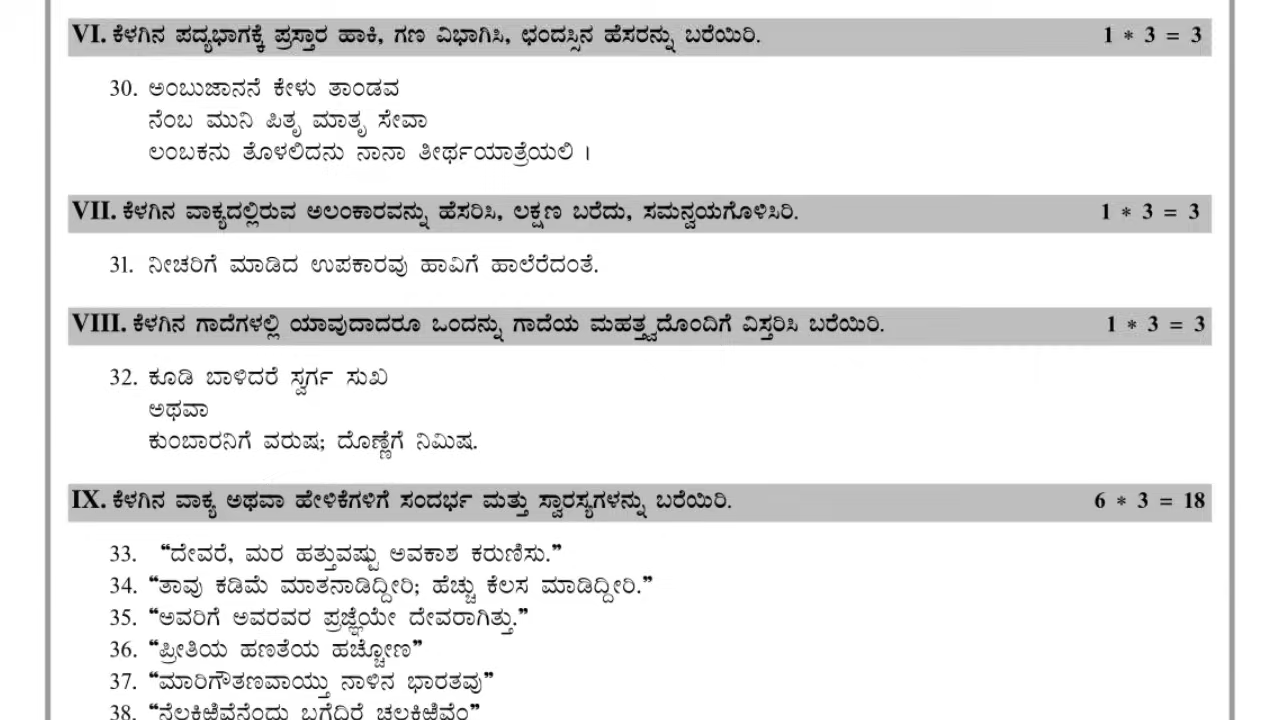 VI. ಕೆಳಗಿನ ಪದ್ಯಭಾಗಕ್ಕೆ ಪ್ರಸ್ತಾರ ಹಾಕಿ, ಗಣ ವಿಭಾಗಿಸಿ, ಛಂದಸ್ಸಿನ ಹೆಸರನ್ನು ಬರೆಯಿರಿ. 1 * 3 = 3
30. ಅಂಬುಜಾನನೆ ಕೇಳು ತಾಂಡವ
ನೆಂಬ ಮುನಿ ಪಿತೃ ಮಾತೃ ಸೇವಾ
ಲಂಬಕನು ತೊಳಲಿದನು ನಾನಾ ತೀರ್ಥಯಾತ್ರೆಯಲಿ ।
VII. ಕೆಳಗಿನ ವಾಕ್ಯದಲ್ಲಿರುವ ಅಲಂಕಾರವನ್ನು ಹೆಸರಿಸಿ, ಲಕ್ಷಣ ಬರೆದು, ಸಮನ್ವಯಗೊಳಿಸಿರಿ. 1 * 3 = 3
31. ನೀಚರಿಗೆ ಮಾಡಿದ ಉಪಕಾರವು ಹಾವಿಗೆ ಹಾಲೆರೆದಂತೆ.
VIII. ಕೆಳಗಿನ ಗಾದೆಗಳಲ್ಲಿ ಯಾವುದಾದರೂ ಒಂದನ್ನು ಗಾದೆಯ ಮಹತ್ತ್ವದೊಂದಿಗೆ ವಿಸ್ತರಿಸಿ ಬರೆಯಿರಿ. 1 * 3 = 3
32. ಕೂಡಿ ಬಾಳಿದರೆ ಸ್ವರ್ಗ ಸುಖ
ಅಥವಾ
ಕುಂಬಾರನಿಗೆ ವರುಷ; ದೊಣ್ಣೆಗೆ ನಿಮಿಷ.
IX. ಕೆಳಗಿನ ವಾಕ್ಯ ಅಥವಾ ಹೇಳಿಕೆಗಳಿಗೆ ಸಂದರ್ಭ ಮತ್ತು ಸ್ವಾರಸ್ಯಗಳನ್ನು ಬರೆಯಿರಿ. 6 * 3 = 18
33. “ದೇವರೆ, ಮರ ಹತ್ತುವಷ್ಟು ಅವಕಾಶ ಕರುಣಿಸು.”
34. “ತಾವು ಕಡಿಮೆ ಮಾತನಾಡಿದ್ದೀರಿ; ಹೆಚ್ಚು ಕೆಲಸ ಮಾಡಿದ್ದೀರಿ.”
35. “ಅವರಿಗೆ ಅವರವರ ಪ್ರಜ್ಞೆಯೇ ದೇವರಾಗಿತ್ತು.”
36. “ಪ್ರೀತಿಯ ಹಣತೆಯ ಹಚ್ಚೋಣ”
37. “ಮಾರಿಗೌತಣವಾಯ್ತು ನಾಳಿನ ಭಾರತವು”
38. “ನೆಲಕಿಱಿವೆನೆಂದು ಬಗೆದಿರೆ ಚಲಕಿಱಿವೆಂ”